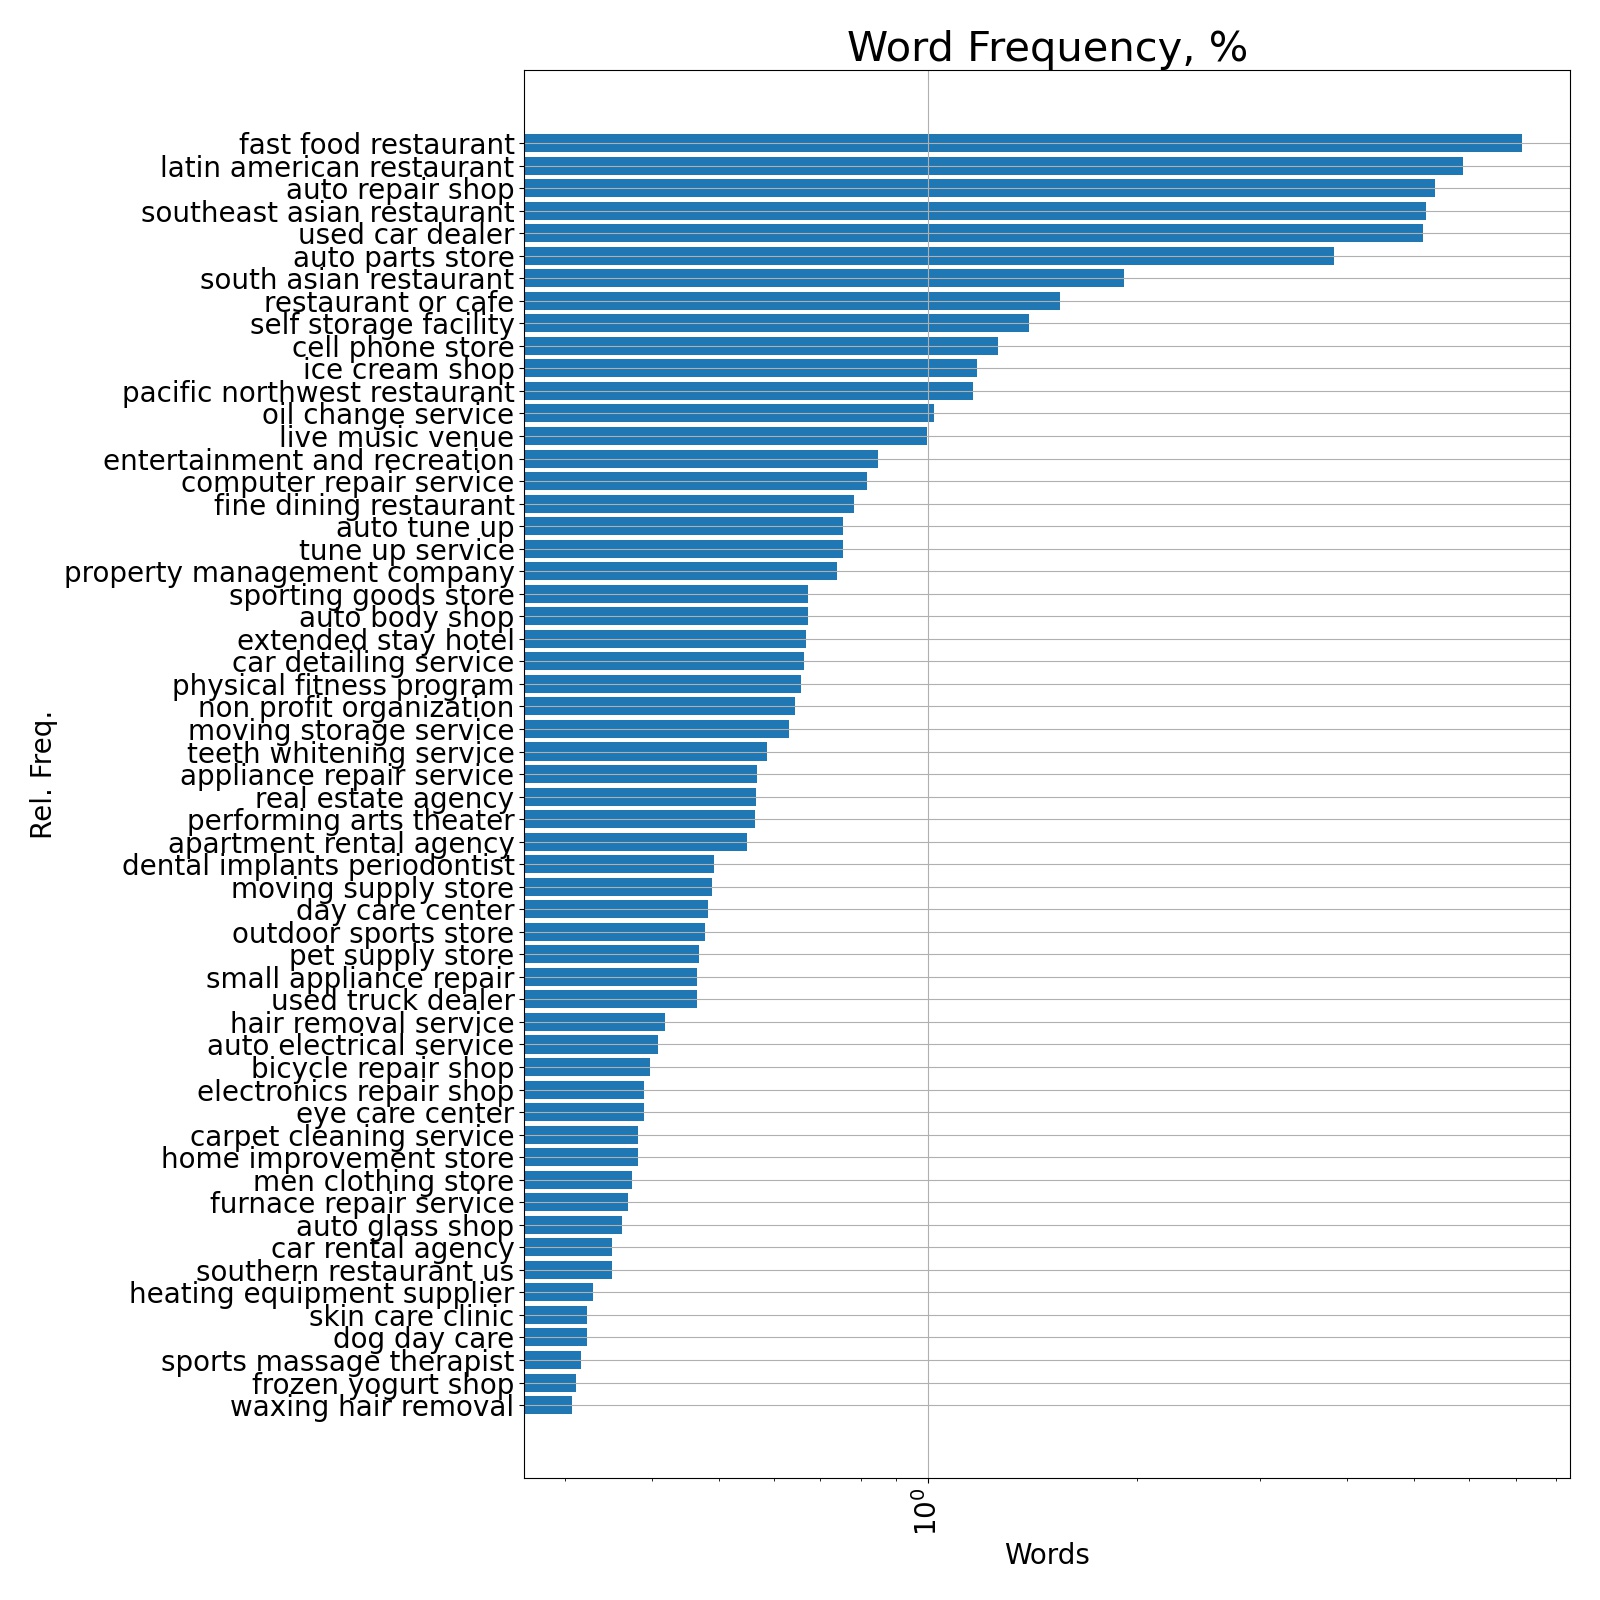 Word Frequency, %
fast food restaurant
latin american restaurant
auto repair shop
southeast asian restaurant
used car dealer
auto parts store
south asian restaurant
restaurant or cafe
self storage facility
cell phone store
ice cream shop
pacific northwest restaurant
oil change service
live music venue
entertainment and recreation
computer repair service
fine dining restaurant
auto tune up
tune up service
property management company
sporting goods store
auto body shop
extended stay hotel
car detailing service
physical fitness program
non profit organization
moving storage service
teeth whitening service
appliance repair service
real estate agency
performing arts theater
apartment rental agency
dental implants periodontist
moving supply store
day care center
outdoor sports store
pet supply store
small appliance repair
used truck dealer
hair removal service
auto electrical service
bicycle repair shop
electronics repair shop
eye care center
carpet cleaning service
home improvement store
men clothing store
furnace repair service
auto glass shop
car rental agency
southern restaurant us
heating equipment supplier
skin care clinic
dog day care
sports massage therapist
frozen yogurt shop
waxing hair removal
Rel. Freq.
10⁰
Words